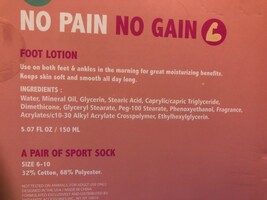 NO PAIN NO GAIN
FOOT LOTION
Use on both foot & ankles in the morning for great moisturising benefits.
Keeps skin soft and smooth all day long.
INGREDIENTS :
Water, Mineral Oil, Glycerin, Stearic Acid, Caprylic/capric Triglyceride,
Dimethicone, Glyceryl Stearate, Peg-100 Stearate, Phenoxyethanol, Fragrance,
Acrylates/c10-30 Alkyl Acrylate Crosspolymer, Ethylhexylglycerin.
5.07 FL OZ / 150 ML
A PAIR OF SPORT SOCK
SIZE 6-10
32% Cotton, 68% Polyester